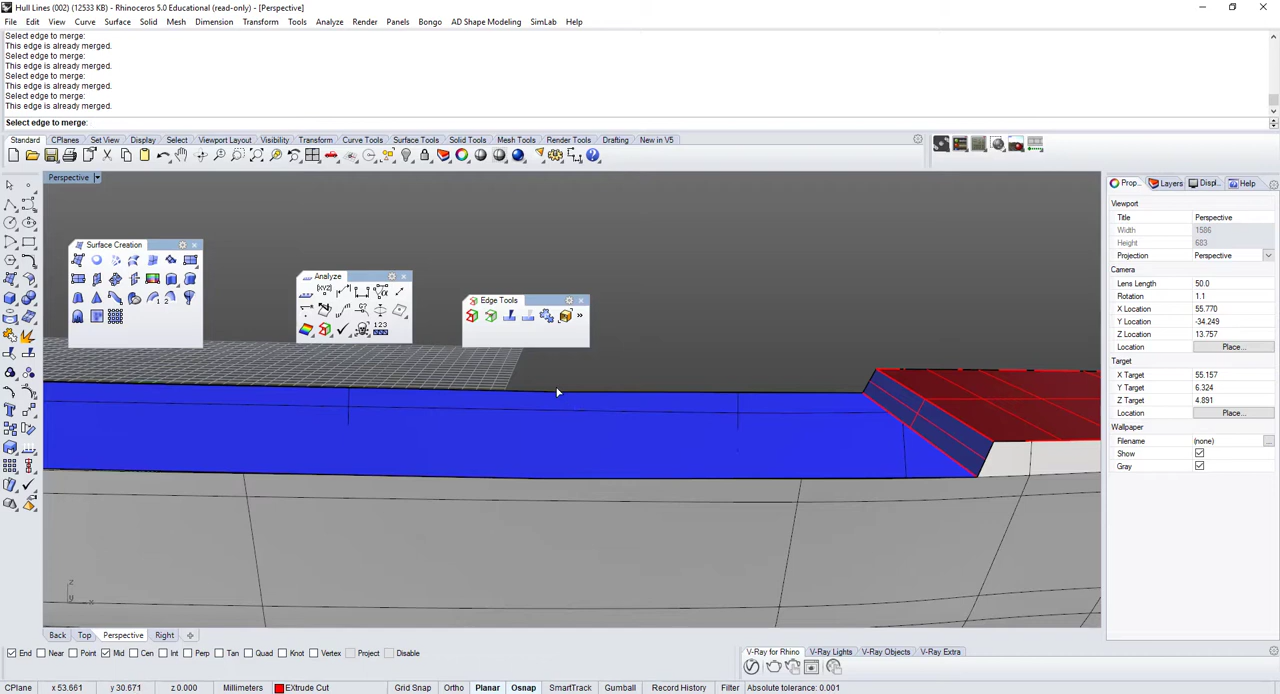 Hull Lines (002) (12533 KB) - Rhinoceros 5.0 Educational (read-only) - [Perspective]
File Edit View Curve Surface Solid Mesh Dimension Transform Tools Analyze Render Panels Bongo AD Shape Modeling SimLab Help
Select edge to merge:
This edge is already merged.
Select edge to merge:
This edge is already merged.
Select edge to merge:
This edge is already merged.
Select edge to merge:
This edge is already merged.
Select edge to merge:
Standard CPlanes Set View Display Select Viewport Layout Visibility Transform Curve Tools Surface Tools Solid Tools Mesh Tools Render Tools Drafting New in V5
Perspective
Prop... Layers Displ... Help
Viewport
Title Perspective
Width 1586
Height 683
Projection Perspective
Camera
Lens Length 50.0
Rotation 1.1
X Location 55.770
Y Location -34.249
Z Location 13.757
Location Place...
Target
X Target 55.157
Y Target 6.324
Z Target 4.891
Location Place...
Wallpaper
Filename (none) ...
Show
Gray
Surface Creation
Analyze
Edge Tools
z
y x
Back Top Perspective Right
End Near Point Mid Cen Int Perp Tan Quad Knot Vertex Project Disable
V-Ray for Rhino V-Ray Lights V-Ray Objects V-Ray Extra
CPlane x 53.661 y 30.671 z 0.000 Millimeters EXtrude Cut Grid Snap Ortho Planar Osnap SmartTrack Gumball Record History Filter Absolute tolerance: 0.001